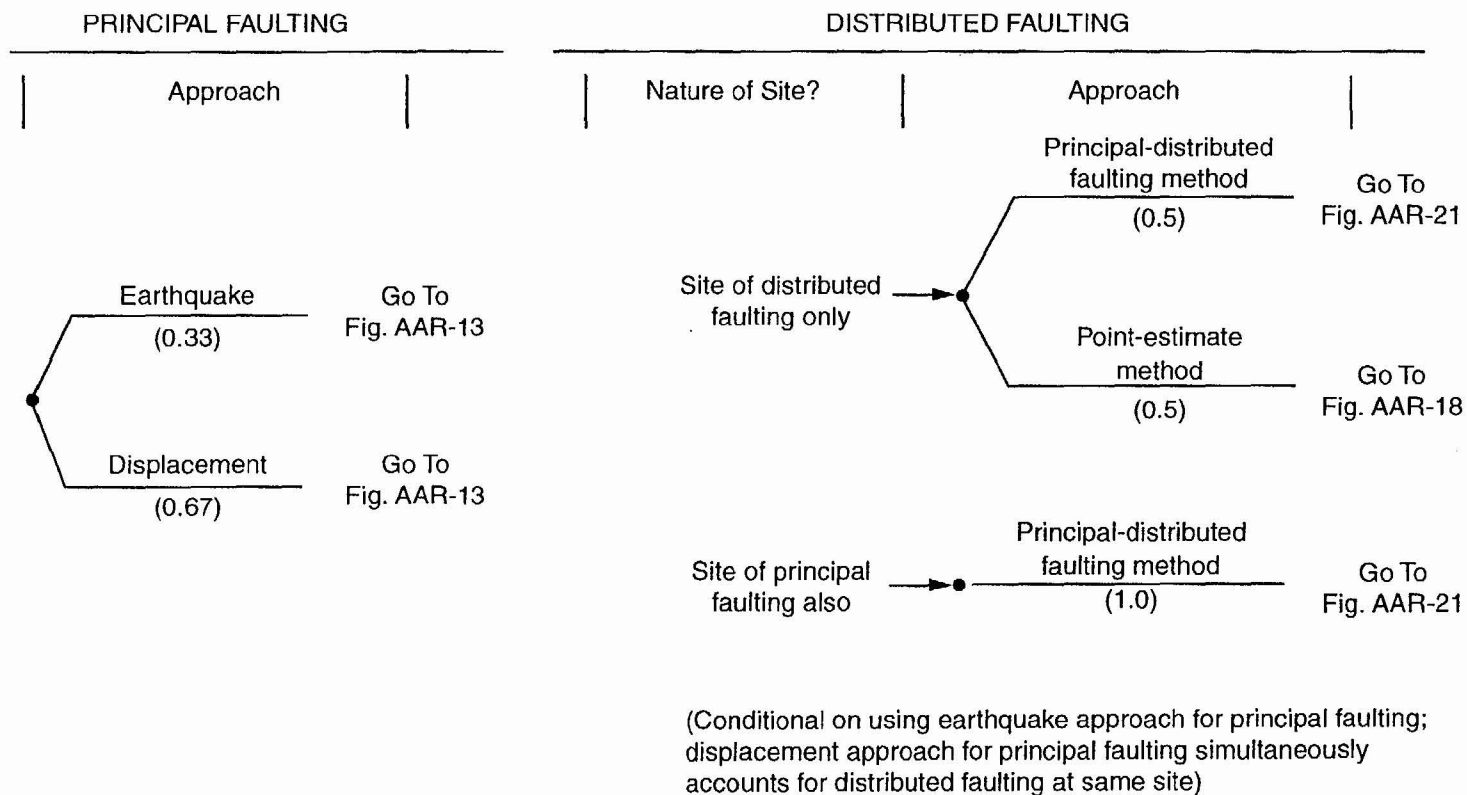 PRINCIPAL FAULTING
Approach
Earthquake
(0.33)
Go To
Fig. AAR-13
Displacement
(0.67)
Go To
Fig. AAR-13
DISTRIBUTED FAULTING
Nature of Site?
Approach
Site of distributed
faulting only
Principal-distributed
faulting method
(0.5)
Go To
Fig. AAR-21
Point-estimate
method
(0.5)
Go To
Fig. AAR-18
Site of principal
faulting also
Principal-distributed
faulting method
(1.0)
Go To
Fig. AAR-21
(Conditional on using earthquake approach for principal faulting;
displacement approach for principal faulting simultaneously
accounts for distributed faulting at same site)